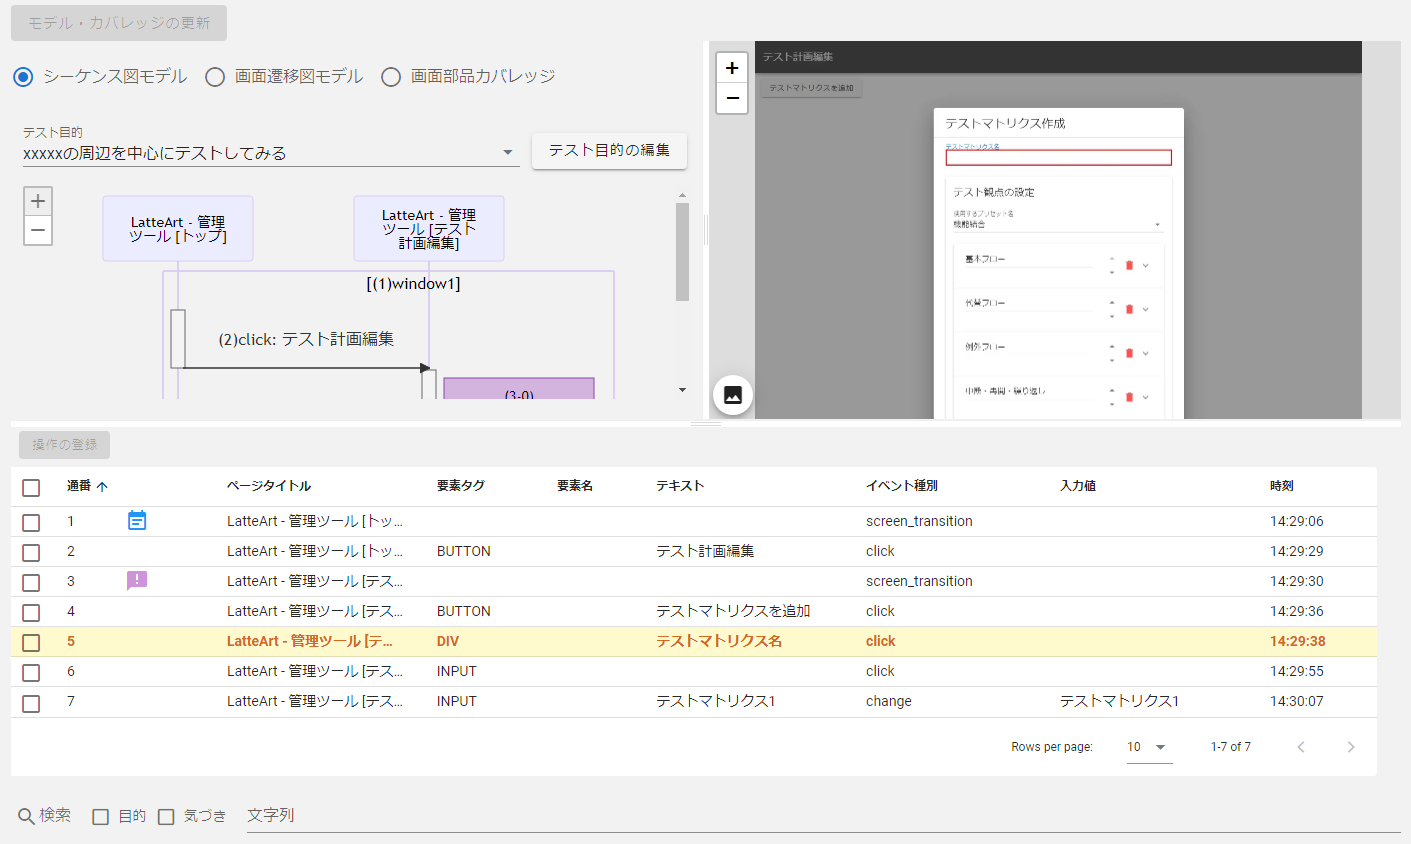 モデル・カバレッジの更新
シーケンス図モデル 画面遷移図モデル 画面部品カバレッジ
テスト目的
xxxxxの周辺を中心にテストしてみる テスト目的の編集
+
−
LatteArt - 管理
ツール [トップ]
LatteArt - 管理
ツール [テスト
計画編集]
[(1)window1]
(2)click: テスト計画編集
(3-0)
+
−
テスト計画編集
テストマトリクスを追加
テストマトリクス作成
テストマトリクス名
テスト観点の設定
使用するプリセット名
機能結合
基本フロー
代替フロー
例外フロー
中断・再開・繰り返し
操作の登録
通番 ページタイトル 要素タグ 要素名 テキスト イベント種別 入力値 時刻
1 LatteArt - 管理ツール [トッ... screen_transition 14:29:06
2 LatteArt - 管理ツール [トッ... BUTTON テスト計画編集 click 14:29:29
3 LatteArt - 管理ツール [テス... screen_transition 14:29:30
4 LatteArt - 管理ツール [テス... BUTTON テストマトリクスを追加 click 14:29:36
5 LatteArt - 管理ツール [テ... DIV テストマトリクス名 click 14:29:38
6 LatteArt - 管理ツール [テス... INPUT click 14:29:55
7 LatteArt - 管理ツール [テス... INPUT テストマトリクス1 change テストマトリクス1 14:30:07
Rows per page: 10 1-7 of 7
検索 目的 気づき 文字列